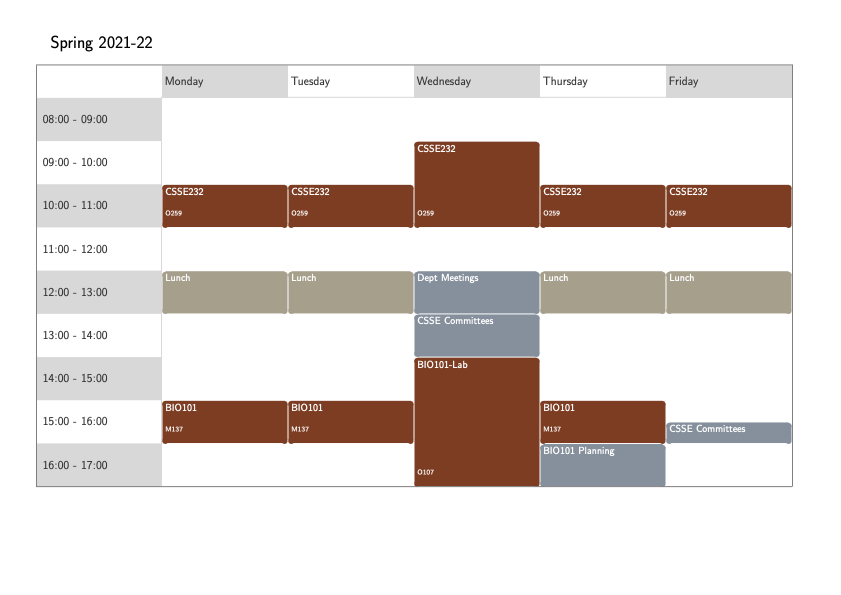 Spring 2021-22
Monday Tuesday Wednesday Thursday Friday
08:00 - 09:00
09:00 - 10:00
CSSE232
O259
10:00 - 11:00
CSSE232 CSSE232 CSSE232 CSSE232
O259 O259 O259 O259
11:00 - 12:00
12:00 - 13:00
Lunch Lunch Dept Meetings Lunch Lunch
13:00 - 14:00
CSSE Committees
14:00 - 15:00
BIO101-Lab
O107
15:00 - 16:00
BIO101 BIO101 BIO101
M137 M137 M137
CSSE Committees
16:00 - 17:00
BIO101 Planning